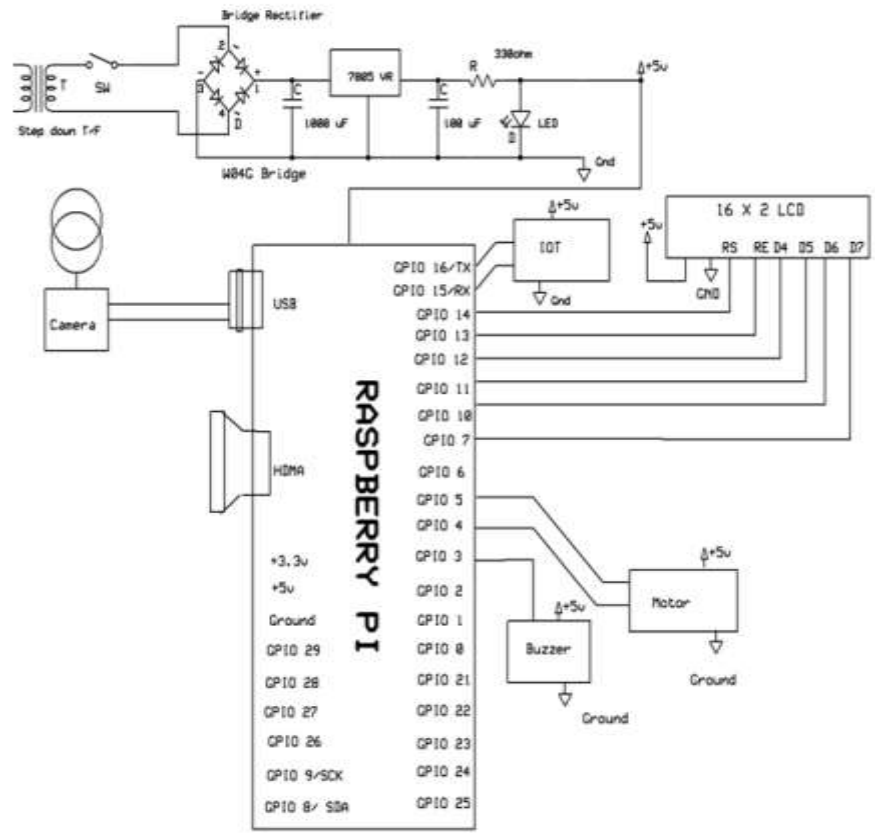 Bridge Rectifier
2
~
-
3
+
1
4
~
D
T
SW
Step down T/F
W04G Bridge
C
1000 uF
7805 VR
C
100 uF
R
330ohm
D
LED
+5v
Gnd
Camera
USB
HDMA
RASPBERRY PI
+3.3v
+5v
Ground
GPIO 29
GPIO 28
GPIO 27
GPIO 26
GPIO 9/SCK
GPIO 8/ SDA
GPIO 16/TX
GPIO 15/RX
GPIO 14
GPIO 13
GPIO 12
GPIO 11
GPIO 10
GPIO 7
GPIO 6
GPIO 5
GPIO 4
GPIO 3
GPIO 2
GPIO 1
GPIO 0
GPIO 21
GPIO 22
GPIO 23
GPIO 24
GPIO 25
+5v
IOT
Gnd
16 X 2 LCD
+5v
GND
RS RE D4 D5 D6 D7
+5v
Motor
Ground
+5v
Buzzer
Ground